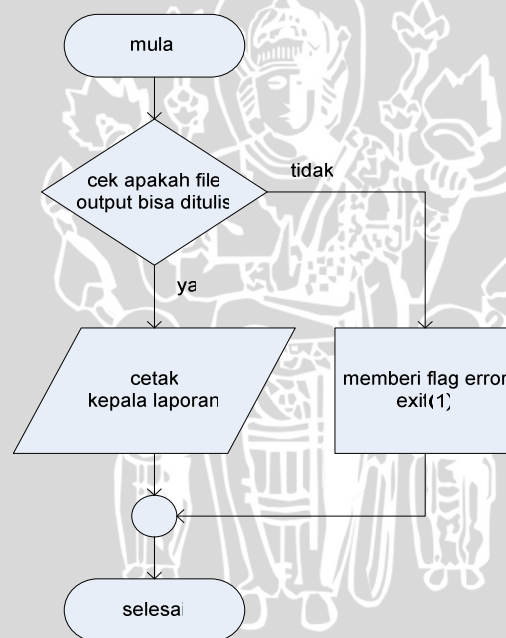 mula
cek apakah file
output bisa ditulis
tidak
ya
cetak
kepala laporan
memberi flag error
exit(1)
selesai